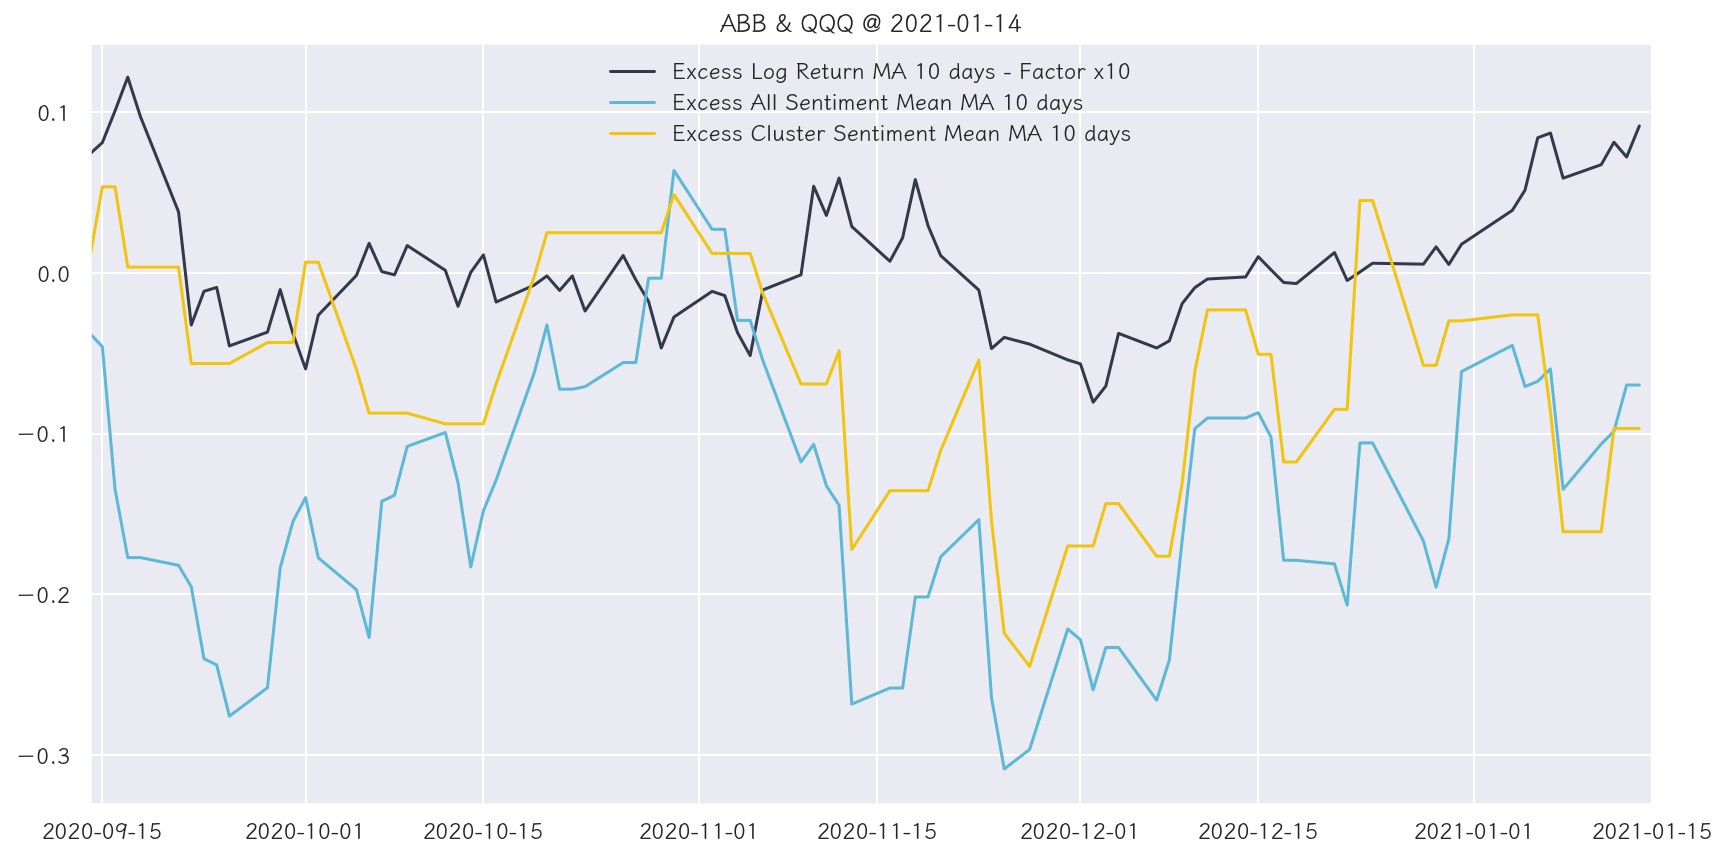 ABB & QQQ @ 2021-01-14
Excess Log Return MA 10 days - Factor x10
Excess All Sentiment Mean MA 10 days
Excess Cluster Sentiment Mean MA 10 days
0.1
0.0
−0.1
−0.2
−0.3
2020-09-15 2020-10-01 2020-10-15 2020-11-01 2020-11-15 2020-12-01 2020-12-15 2021-01-01 2021-01-15